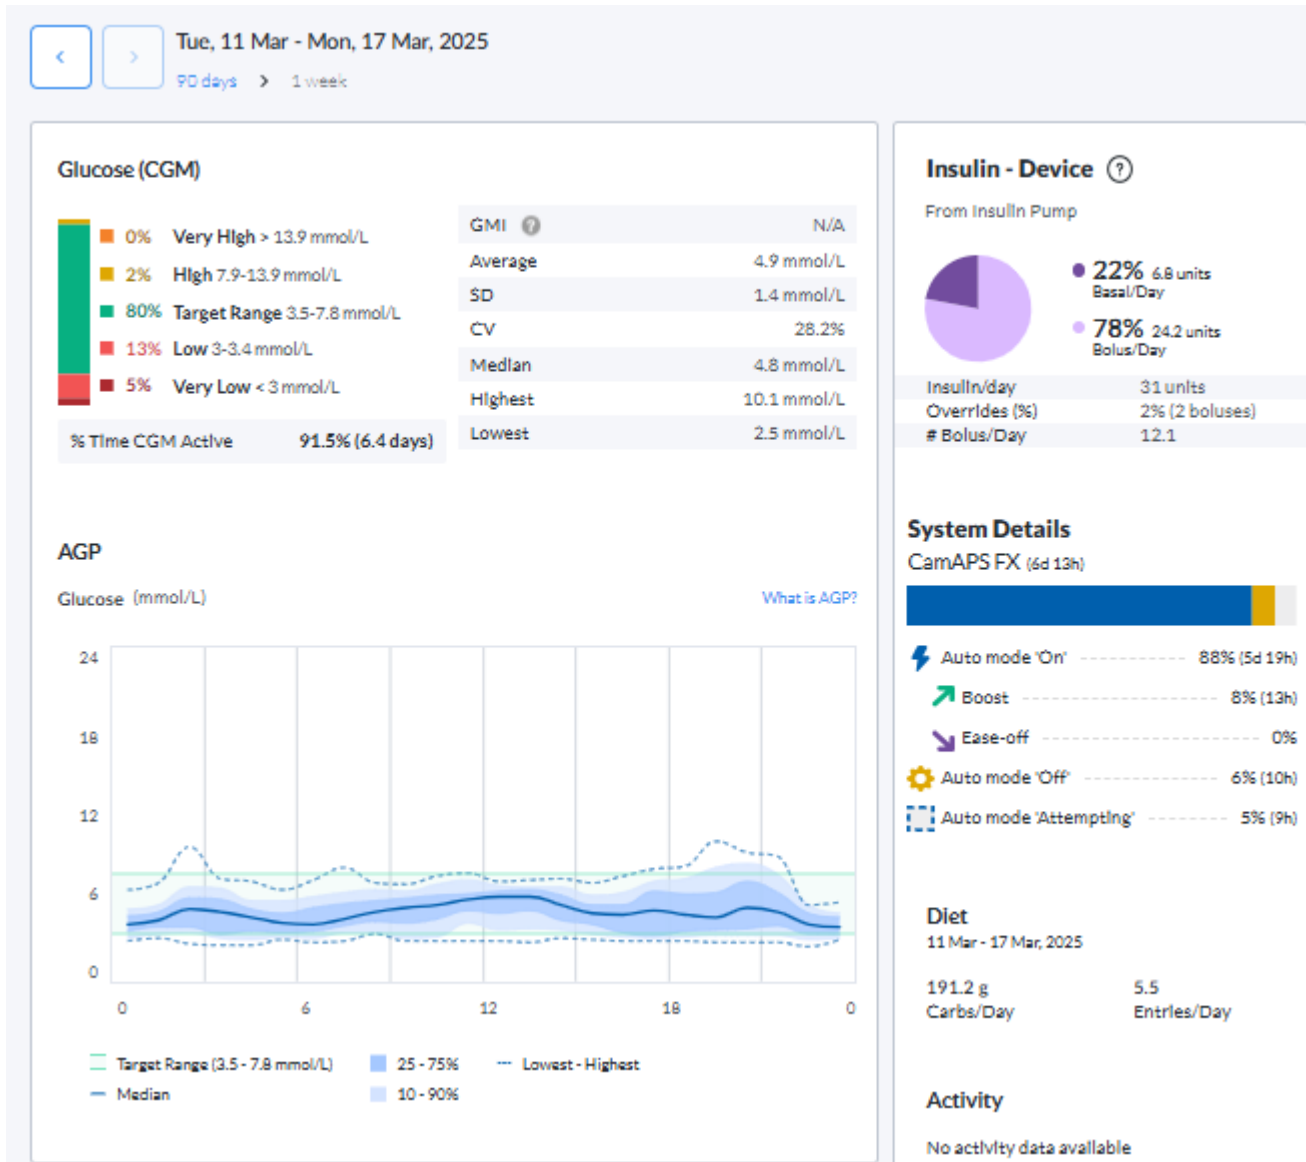 Tue, 11 Mar - Mon, 17 Mar, 2025
90 days > 1 week
Glucose (CGM)
0% Very High > 13.9 mmol/L
2% High 7.9-13.9 mmol/L
80% Target Range 3.5-7.8 mmol/L
13% Low 3-3.4 mmol/L
5% Very Low < 3 mmol/L
% Time CGM Active 91.5% (6.4 days)
GMI ? N/A
Average 4.9 mmol/L
SD 1.4 mmol/L
CV 28.2%
Median 4.8 mmol/L
Highest 10.1 mmol/L
Lowest 2.5 mmol/L
AGP
Glucose (mmol/L) What is AGP?
24
18
12
6
0
0 6 12 18 0
Target Range (3.5 - 7.8 mmol/L) 25 - 75% Lowest - Highest
Median 10 - 90%
Insulin - Device ?
From Insulin Pump
22% 6.8 units
Basal/Day
78% 24.2 units
Bolus/Day
Insulin/day 31 units
Overrides (%) 2% (2 boluses)
# Bolus/Day 12.1
System Details
CamAPS FX (6d 13h)
Auto mode 'On' 88% (5d 19h)
Boost 8% (13h)
Ease-off 0%
Auto mode 'Off' 6% (10h)
Auto mode 'Attempting' 5% (9h)
Diet
11 Mar - 17 Mar, 2025
191.2 g 5.5
Carbs/Day Entries/Day
Activity
No activity data available